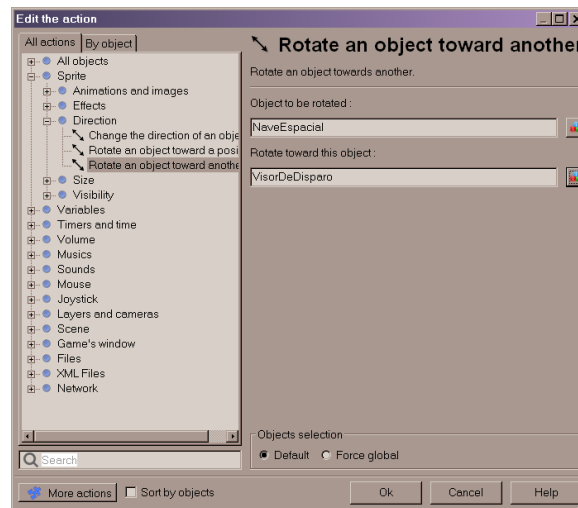 Edit the action
All actions
By object
All objects
Sprite
Animations and images
Effects
Direction
Change the direction of an obje
Rotate an object toward a posi
Rotate an object toward anothe
Size
Visibility
Variables
Timers and time
Volume
Musics
Sounds
Mouse
Joystick
Layers and cameras
Scene
Game's window
Files
XML Files
Network
Search
More actions
Sort by objects
Rotate an object toward another
Rotate an object towards another.
Object to be rotated :
NaveEspacial
Rotate toward this object :
VisorDeDisparo
Objects selection
Default
Force global
Ok
Cancel
Help